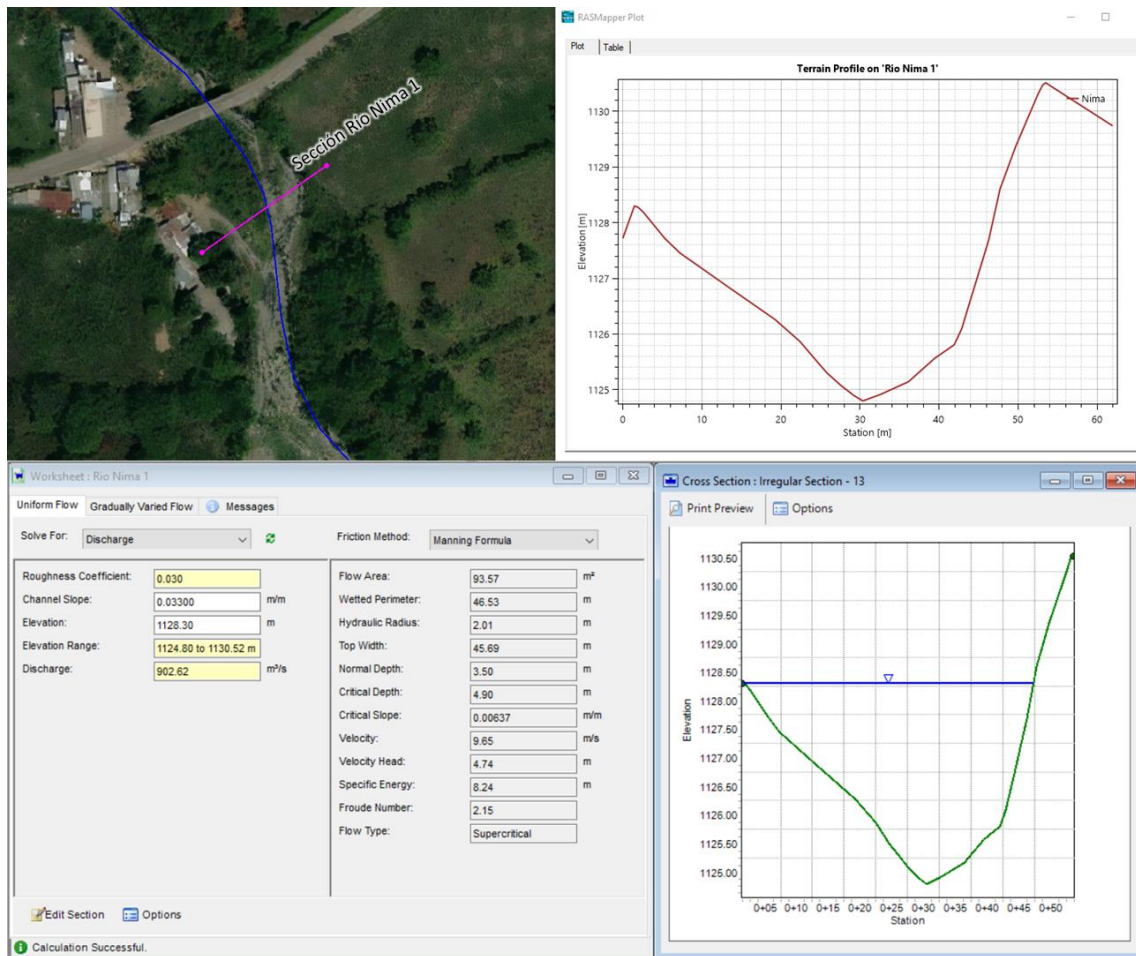 Sección Rio Nima 1
RASMapper Plot
Plot Table
Terrain Profile on 'Rio Nima 1'
Nima
Elevation [m]
1130
1129
1128
1127
1126
1125
0 10 20 30 40 50 60
Station [m]
Worksheet : Rio Nima 1
Uniform Flow Gradually Varied Flow Messages
Solve For: Discharge Friction Method: Manning Formula
Roughness Coefficient: 0.030
Channel Slope: 0.03300 m/m
Elevation: 1128.30 m
Elevation Range: 1124.80 to 1130.52 m
Discharge: 902.62 m³/s
Flow Area: 93.57 m²
Wetted Perimeter: 46.53 m
Hydraulic Radius: 2.01 m
Top Width: 45.69 m
Normal Depth: 3.50 m
Critical Depth: 4.90 m
Critical Slope: 0.00637 m/m
Velocity: 9.65 m/s
Velocity Head: 4.74 m
Specific Energy: 8.24 m
Froude Number: 2.15
Flow Type: Supercritical
Edit Section Options
Calculation Successful.
Cross Section : Irregular Section - 13
Print Preview Options
Elevation
1130.50
1130.00
1129.50
1129.00
1128.50
1128.00
1127.50
1127.00
1126.50
1126.00
1125.50
1125.00
0+05 0+10 0+15 0+20 0+25 0+30 0+35 0+40 0+45 0+50
Station